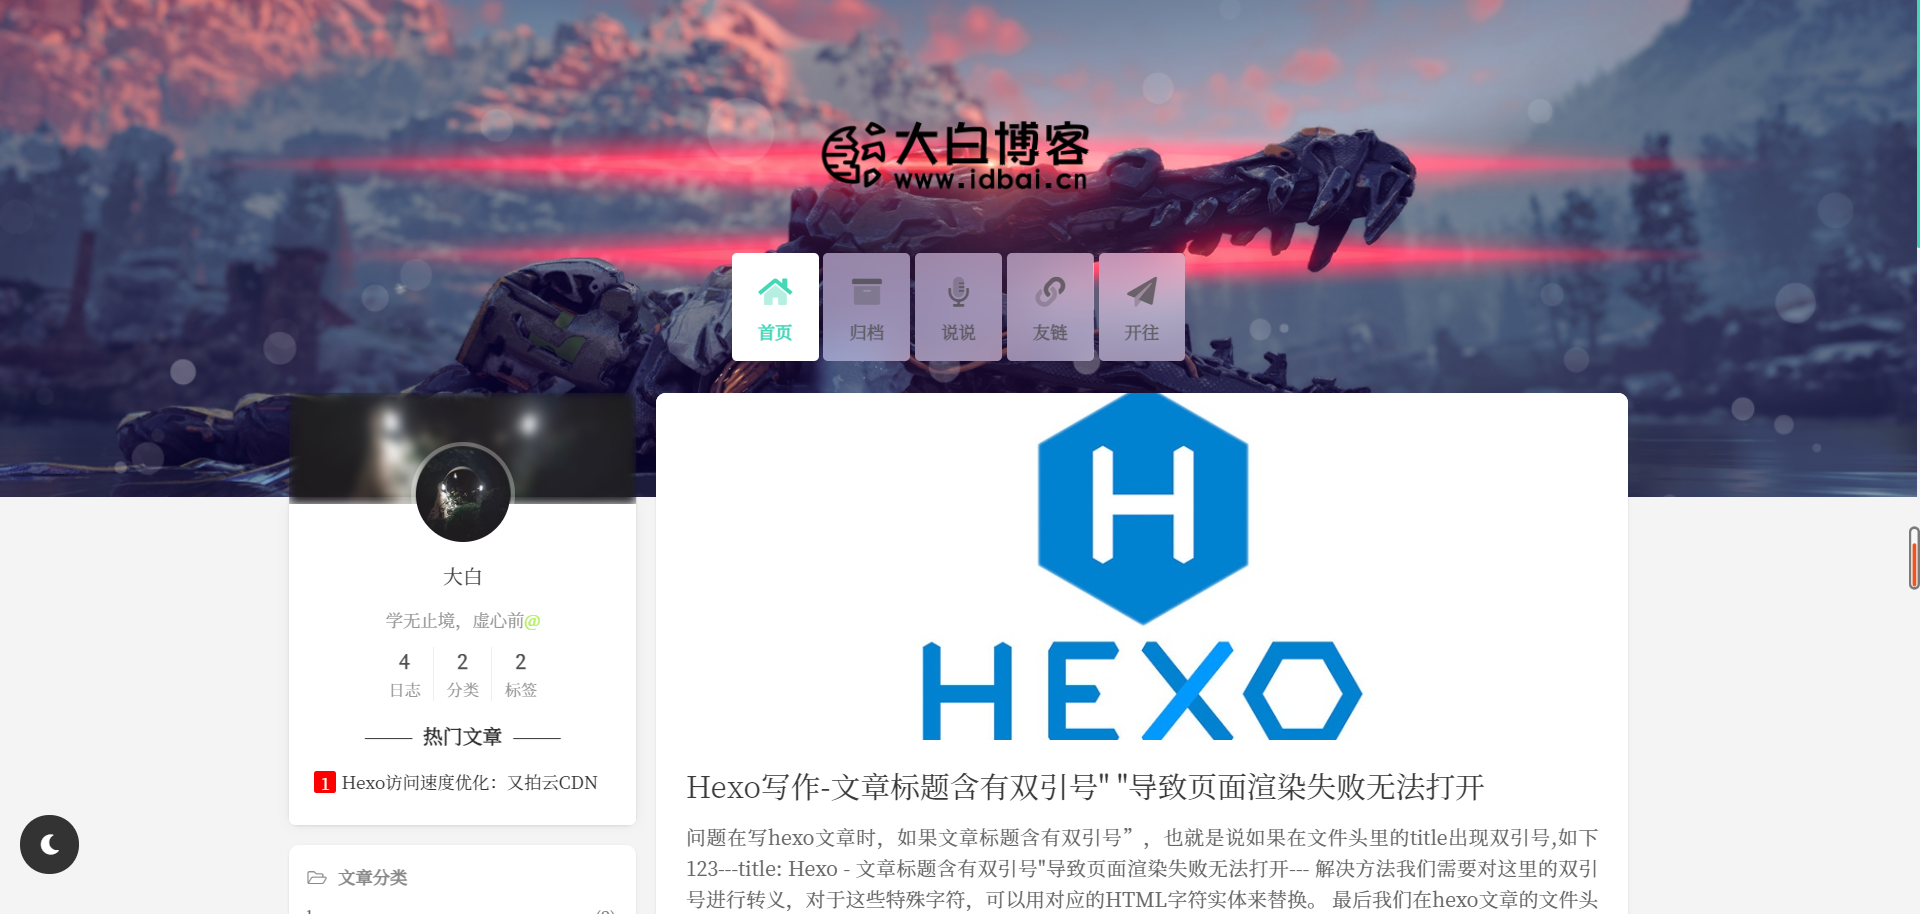 大白博客
www.idbai.cn
首页
归档
说说
友链
开往
大白
学无止境，虚心前@
4
2
2
日志
分类
标签
热门文章
1 Hexo访问速度优化：又拍云CDN
文章分类
HEXO
Hexo写作-文章标题含有双引号" "导致页面渲染失败无法打开
问题在写hexo文章时，如果文章标题含有双引号”，也就是说如果在文件头里的title出现双引号,如下
123---title: Hexo - 文章标题含有双引号"导致页面渲染失败无法打开--- 解决方法我们需要对这里的双引
号进行转义，对于这些特殊字符，可以用对应的HTML字符实体来替换。 最后我们在hexo文章的文件头